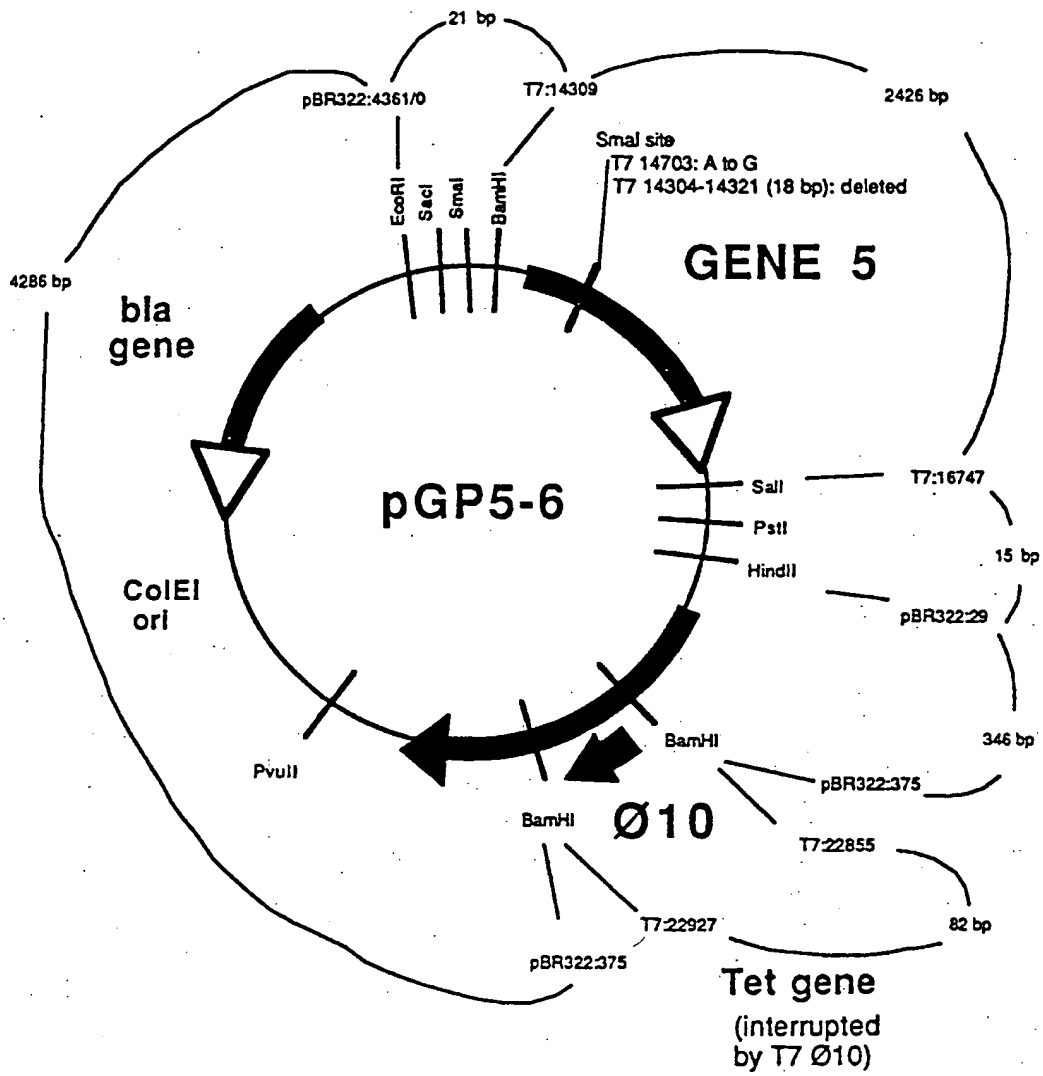 21 bp
pBR322:4361/0
T7:14309
2426 bp
SmaI site
T7 14703: A to G
T7 14304-14321 (18 bp): deleted
EcoRI
SacI
SmaI
BamHI
GENE 5
4286 bp
bla
gene
pGP5-6
SalI
T7:16747
PstI
15 bp
HindII
ColEI
ori
pBR322:29
346 bp
BamHI
PvuII
pBR322:375
BamHI
Ø10
T7:22855
T7:22927
82 bp
pBR322:375
Tet gene
(interrupted
by T7 Ø10)